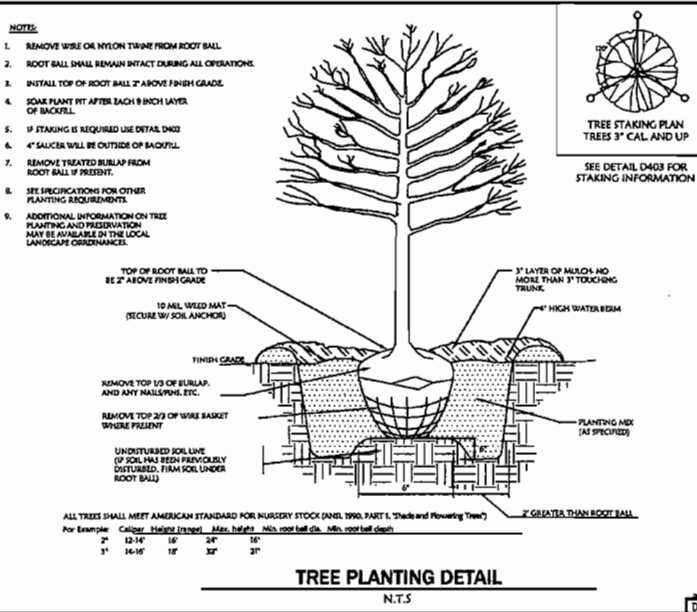 NOTES:
1. REMOVE WIRE OR NYLON TWINE FROM ROOT BALL.
2. ROOT BALL SHALL REMAIN INTACT DURING ALL OPERATIONS.
3. INSTALL TOP OF ROOT BALL 2" ABOVE FINISH GRADE.
4. SOAK PLANT PIT AFTER EACH 8 INCH LAYER
OF BACKFILL.
5. IF STAKING IS REQUIRED USE DETAIL D403
6. 4" SAUCER WILL BE OUTSIDE OF BACKFILL.
7. REMOVE TREATED BURLAP FROM
ROOT BALL IF PRESENT.
8. SEE SPECIFICATIONS FOR OTHER
PLANTING REQUIREMENTS.
9. ADDITIONAL INFORMATION ON TREE
PLANTING AND PRESERVATION
MAY BE AVAILABLE IN THE LOCAL
LANDSCAPE ORRDINANCES.
120°
TREE STAKING PLAN
TREES 3" CAL. AND UP
SEE DETAIL D403 FOR
STAKING INFORMATION
TOP OF ROOT BALL TO
BE 2" ABOVE FINISH GRADE
3" LAYER OF MULCH- NO
MORE THAN 3" TOUCHING
TRUNK.
10 MIL. WEED MAT
(SECURE W/ SOIL ANCHOR)
4" HIGH WATER BERM
FINISH GRADE
REMOVE TOP 1/3 OF BURLAP,
AND ANY NAILS/PINS, ETC.
REMOVE TOP 2/3 OF WIRE BASKET
WHERE PRESENT
PLANTING MIX
(AS SPECIFIED)
UNDISTURBED SOIL LINE
(IF SOIL HAS BEEN PREVIOUSLY
DISTURBED, FIRM SOIL UNDER
ROOT BALL)
6"
6"
2' GREATER THAN ROOT BALL
ALL TREES SHALL MEET AMERICAN STANDARD FOR NURSERY STOCK (ANSI, 1990, PART 1, "Shade and Flowering Trees")
For Example: Caliper Height (range) Max. height Min. root ball dia. Min. root ball depth
2" 12-14' 16' 24" 16"
3" 14-16' 18' 32" 21"
TREE PLANTING DETAIL
N.T.S